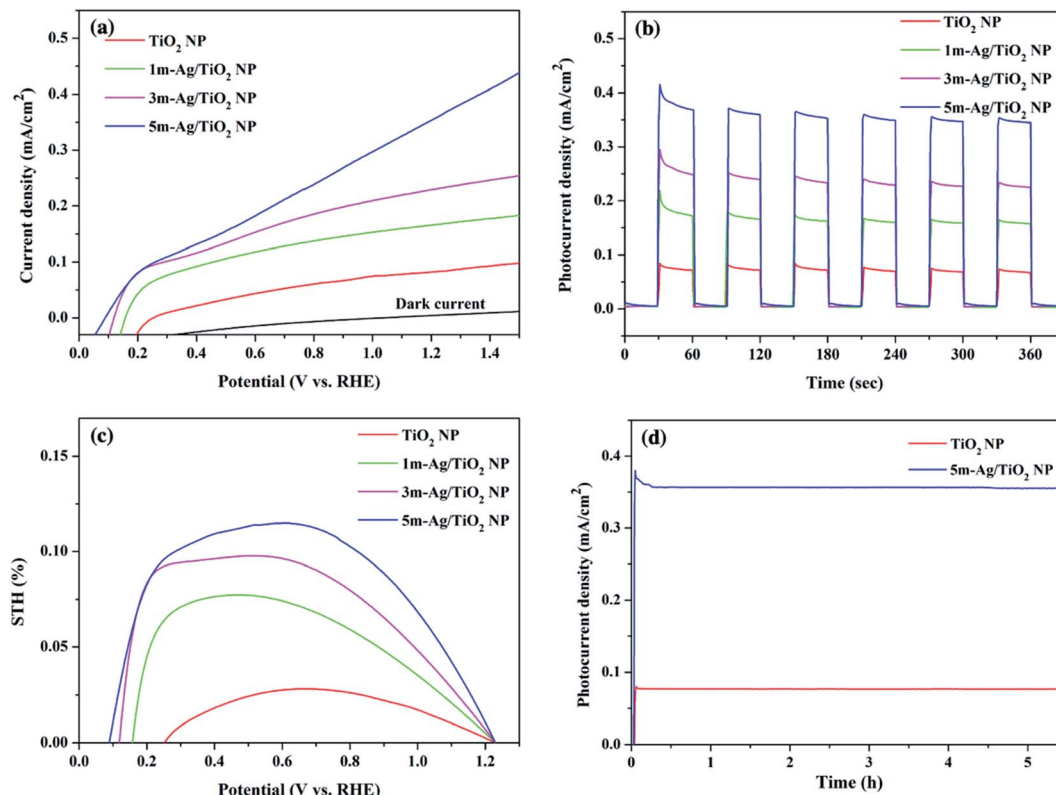 (a)
TiO₂ NP
1m-Ag/TiO₂ NP
3m-Ag/TiO₂ NP
5m-Ag/TiO₂ NP
Dark current
0.5
0.4
0.3
0.2
0.1
0.0
Current density (mA/cm²)
0.0 0.2 0.4 0.6 0.8 1.0 1.2 1.4
Potential (V vs. RHE)
(b)
TiO₂ NP
1m-Ag/TiO₂ NP
3m-Ag/TiO₂ NP
5m-Ag/TiO₂ NP
0.5
0.4
0.3
0.2
0.1
0.0
Photocurrent density (mA/cm²)
0 60 120 180 240 300 360
Time (sec)
(c)
TiO₂ NP
1m-Ag/TiO₂ NP
3m-Ag/TiO₂ NP
5m-Ag/TiO₂ NP
0.15
0.10
0.05
0.00
STH (%)
0.0 0.2 0.4 0.6 0.8 1.0 1.2
Potential (V vs. RHE)
(d)
TiO₂ NP
5m-Ag/TiO₂ NP
0.4
0.3
0.2
0.1
0.0
Photocurrent density (mA/cm²)
0 1 2 3 4 5
Time (h)